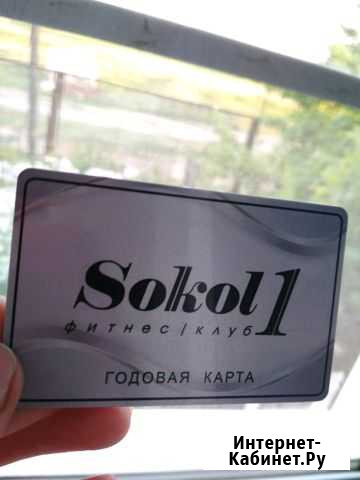 Sokol 1
фитнес / клуб
ГОДОВАЯ КАРТА
Интернет-
Кабинет.Ру